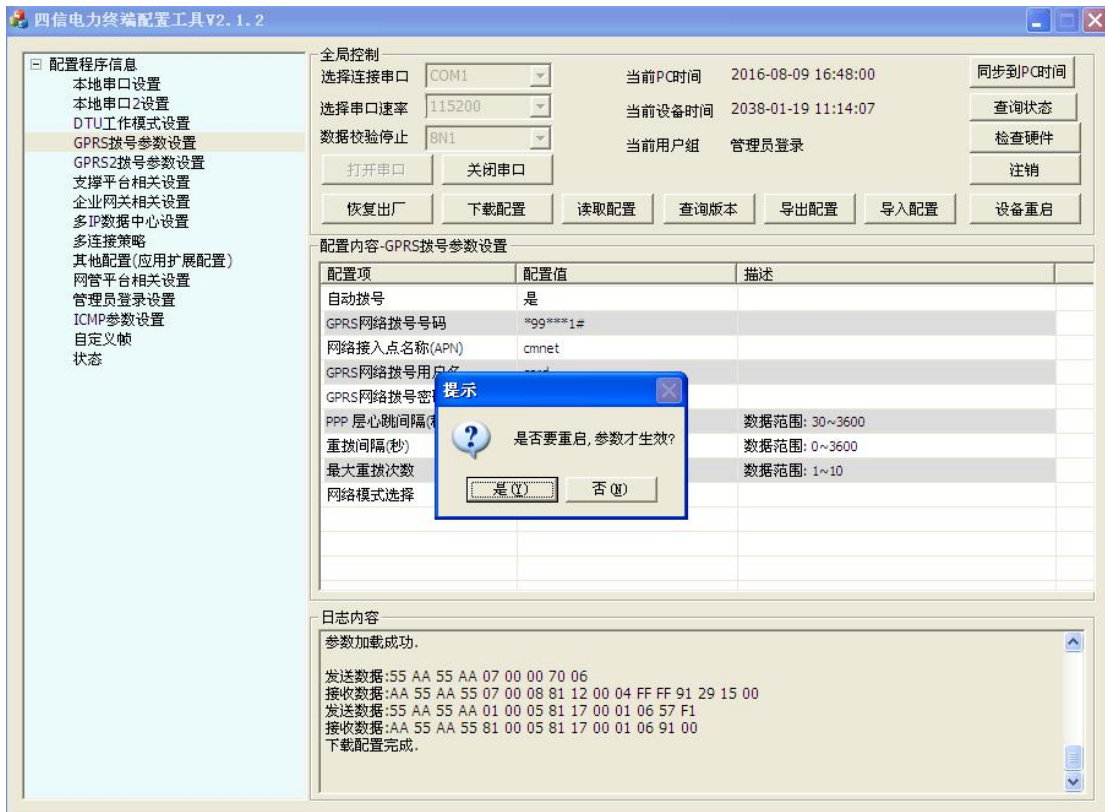 四信电力终端配置工具V2.1.2
配置程序信息
本地串口设置
本地串口2设置
DTU工作模式设置
GPRS拨号参数设置
GPRS2拨号参数设置
支撑平台相关设置
企业网关相关设置
多IP数据中心设置
多连接策略
其他配置(应用扩展配置)
网管平台相关设置
管理员登录设置
ICMP参数设置
自定义帧
状态
全局控制
选择连接串口 COM1 当前PC时间 2016-08-09 16:48:00 同步到PC时间
选择串口速率 115200 当前设备时间 2038-01-19 11:14:07 查询状态
数据校验停止 8N1 当前用户组 管理员登录 检查硬件
打开串口 关闭串口 注销
恢复出厂 下载配置 读取配置 查询版本 导出配置 导入配置 设备重启
配置内容-GPRS拨号参数设置
配置项 配置值 描述
自动拨号 是
GPRS网络拨号号码 *99***1#
网络接入点名称(APN) cmnet
GPRS网络拨号用户名
GPRS网络拨号密
PPP 层心跳间隔 数据范围: 30~3600
重拨间隔(秒) 数据范围: 0~3600
最大重拨次数 数据范围: 1~10
网络模式选择
提示
是否要重启,参数才生效?
是(Y) 否(N)
日志内容
参数加载成功.
发送数据:55 AA 55 AA 07 00 00 70 06
接收数据:AA 55 AA 55 07 00 08 81 12 00 04 FF FF 91 29 15 00
发送数据:55 AA 55 AA 01 00 05 81 17 00 01 06 57 F1
接收数据:AA 55 AA 55 81 00 05 81 17 00 01 06 91 00
下载配置完成.